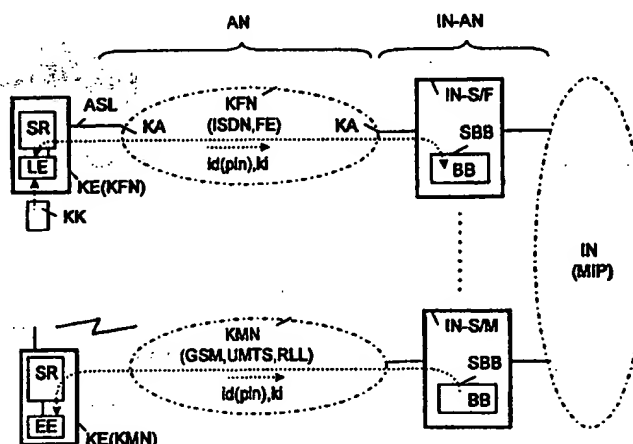 AN
IN-AN
KFN
(ISDN,FE)
IN-S/F
ASL
KA
KA
SR
SBB
LE
BB
id(pin),ki
KE(KFN)
KK
IN
(MIP)
KMN
(GSM,UMTS,RLL)
IN-S/M
SR
SBB
id(pin),ki
BB
EE
KE(KMN)